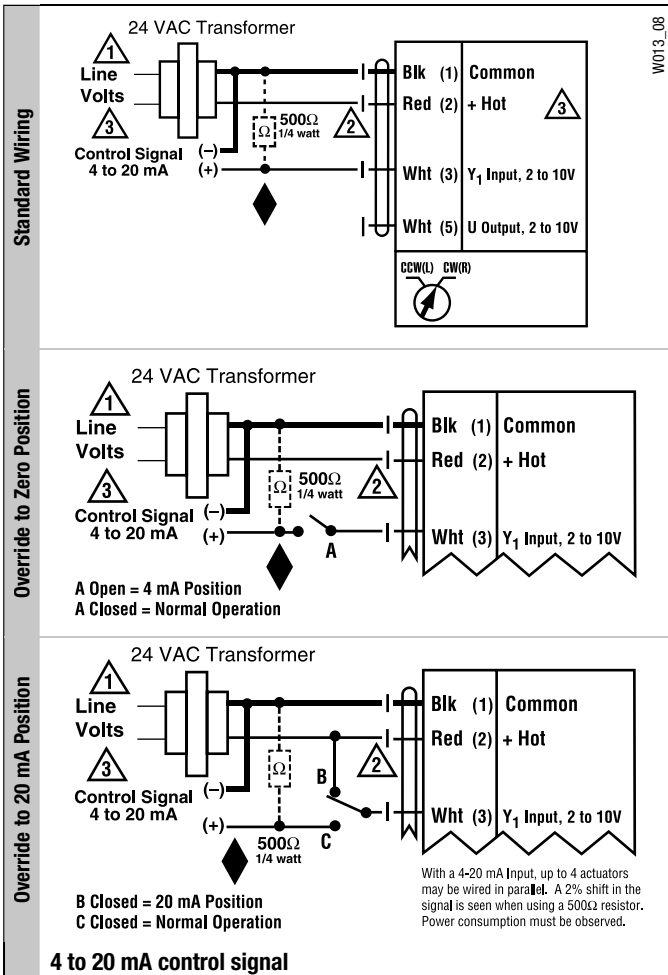 W013_08
Standard Wiring
24 VAC Transformer
1
Line
Volts
3
Control Signal
4 to 20 mA
(–)
(+)
Ω
500Ω
1/4 watt
2
Blk (1) Common
Red (2) + Hot
3
Wht (3) Y1 Input, 2 to 10V
Wht (5) U Output, 2 to 10V
CCW(L) CW(R)
Override to Zero Position
24 VAC Transformer
1
Line
Volts
3
Control Signal
4 to 20 mA
(–)
(+)
Ω
500Ω
1/4 watt
2
A
Blk (1) Common
Red (2) + Hot
Wht (3) Y1 Input, 2 to 10V
A Open = 4 mA Position
A Closed = Normal Operation
Override to 20 mA Position
24 VAC Transformer
1
Line
Volts
3
Control Signal
4 to 20 mA
(–)
(+)
Ω
500Ω
1/4 watt
B
C
2
Blk (1) Common
Red (2) + Hot
Wht (3) Y1 Input, 2 to 10V
B Closed = 20 mA Position
C Closed = Normal Operation
With a 4-20 mA Input, up to 4 actuators
may be wired in parallel. A 2% shift in the
signal is seen when using a 500Ω resistor.
Power consumption must be observed.
4 to 20 mA control signal